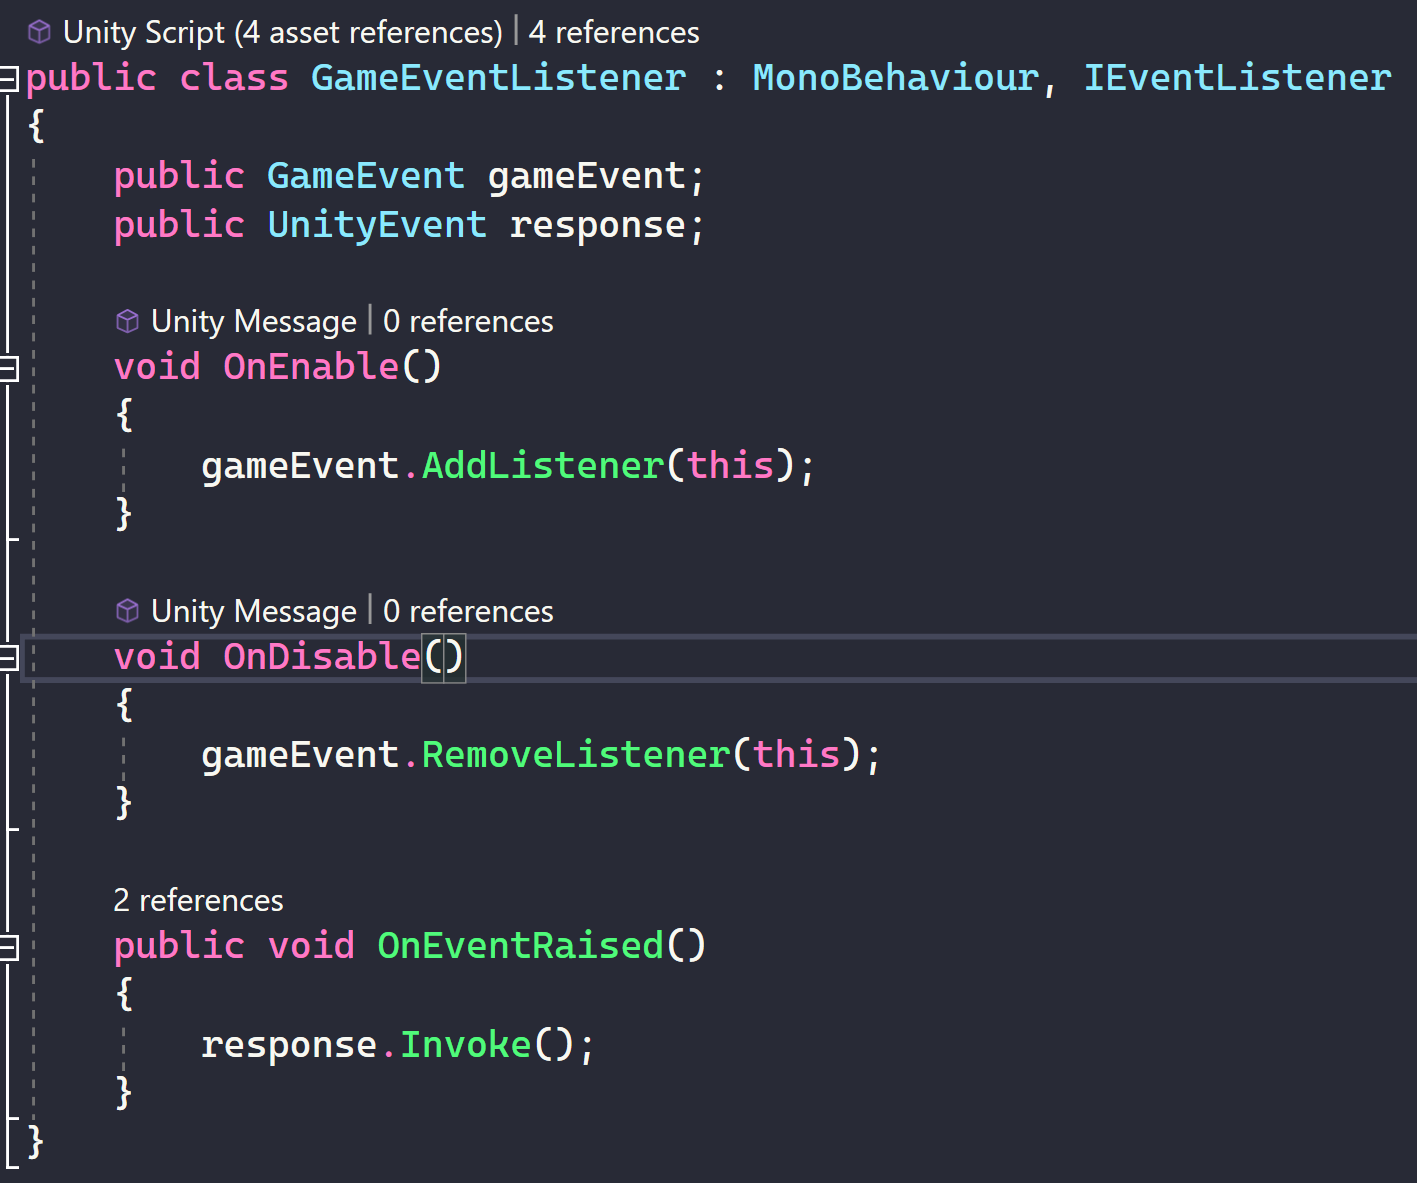 Unity Script (4 asset references) | 4 references
public class GameEventListener : MonoBehaviour, IEventListener
{
    public GameEvent gameEvent;
    public UnityEvent response;
    Unity Message | 0 references
    void OnEnable()
    {
        gameEvent.AddListener(this);
    }
    Unity Message | 0 references
    void OnDisable()
    {
        gameEvent.RemoveListener(this);
    }
    2 references
    public void OnEventRaised()
    {
        response.Invoke();
    }
}